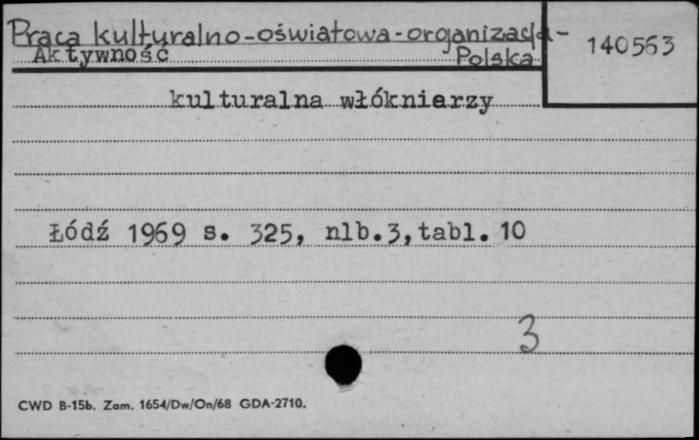 Praca kulturalno-oświatowa-organizacja-
140563
Aktywność Polska
kulturalna włókniarzy
Łódź 1969 s. 325, nlb.3,tabl.10
3
CWD B-15b. Zam. 1654/Dw/On/68 GDA-2710.